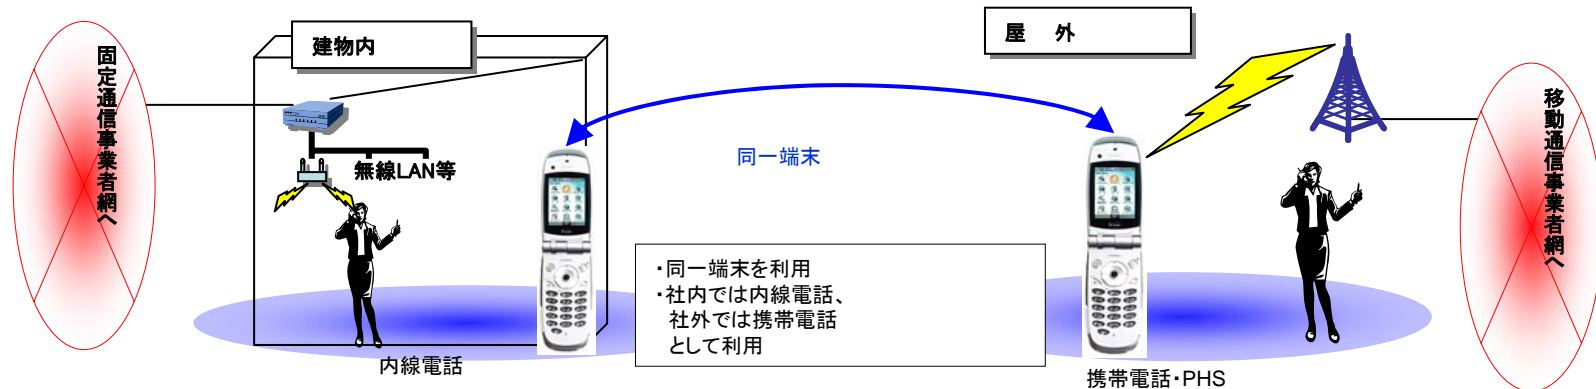 固定通信事業者網へ
建物内
無線LAN等
内線電話
同一端末
・同一端末を利用
・社内では内線電話、
社外では携帯電話
として利用
屋 外
携帯電話・PHS
移動通信事業者網へ